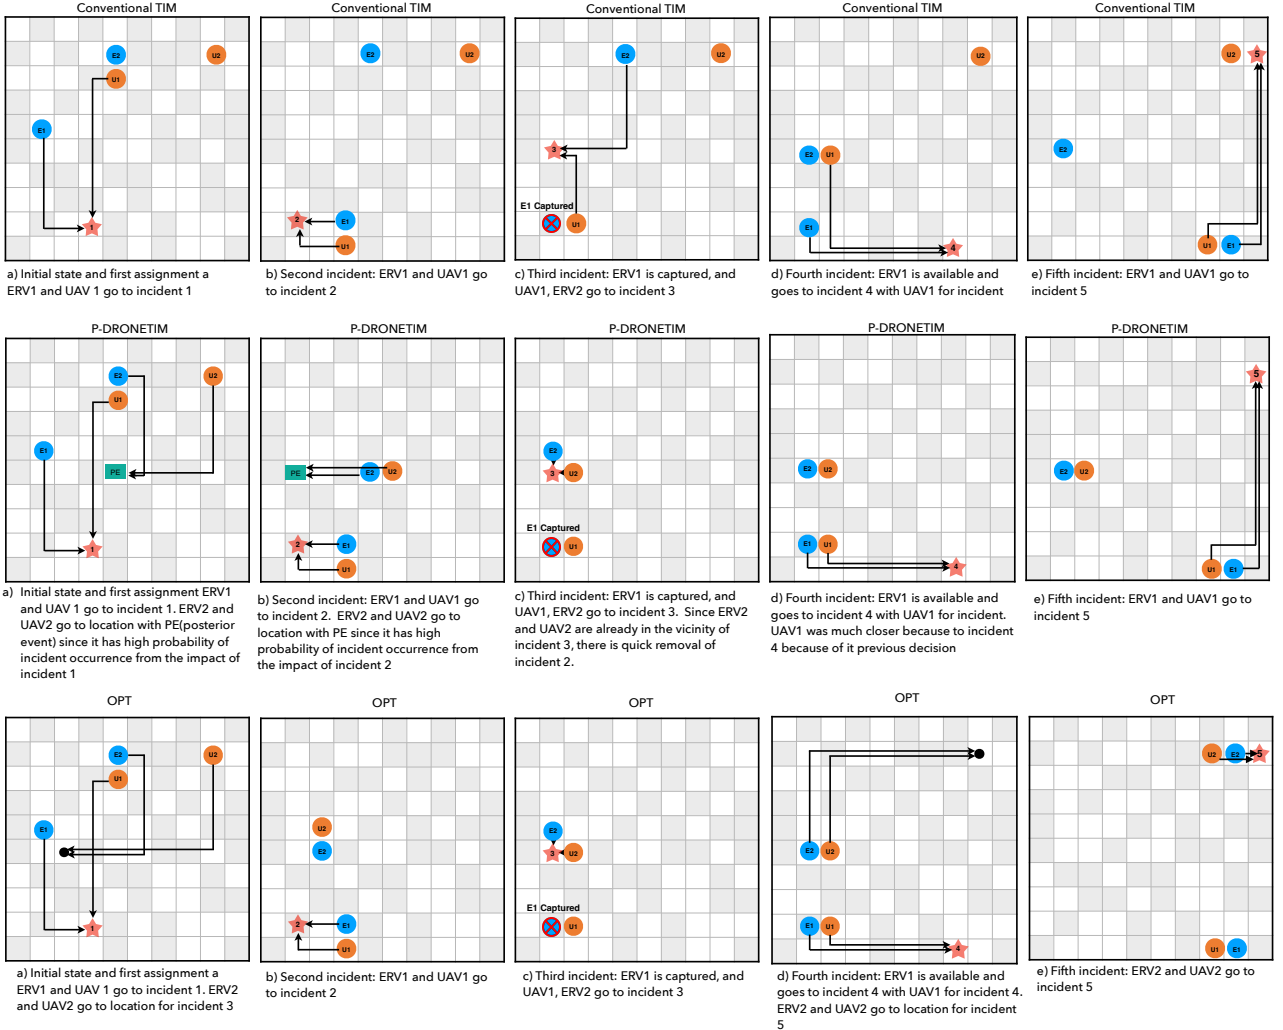 Conventional TIM
E2
U2
U1
E1
1
a) Initial state and first assignment a
ERV1 and UAV 1 go to incident 1
Conventional TIM
E2
U2
2
E1
U1
b) Second incident: ERV1 and UAV1 go
to incident 2
Conventional TIM
E2
U2
3
E1 Captured
U1
c) Third incident: ERV1 is captured, and
UAV1, ERV2 go to incident 3
Conventional TIM
U2
E2
U1
E1
4
d) Fourth incident: ERV1 is available and
goes to incident 4 with UAV1 for incident
Conventional TIM
U2
5
E2
U1
E1
e) Fifth incident: ERV1 and UAV1 go to
incident 5
P-DRONETIM
E2
U2
U1
E1
PE
1
a) Initial state and first assignment ERV1
and UAV 1 go to incident 1. ERV2 and
UAV2 go to location with PE(posterior
event) since it has high probability of
incident occurrence from the impact of
incident 1
P-DRONETIM
PE
E2
U2
2
E1
U1
b) Second incident: ERV1 and UAV1 go
to incident 2. ERV2 and UAV2 go to
location with PE since it has high
probability of incident occurrence from
the impact of incident 2
P-DRONETIM
E2
3
U2
E1 Captured
U1
c) Third incident: ERV1 is captured, and
UAV1, ERV2 go to incident 3. Since ERV2
and UAV2 are already in the vicinity of
incident 3, there is quick removal of
incident 2.
P-DRONETIM
E2
U2
E1
U1
4
d) Fourth incident: ERV1 is available and
goes to incident 4 with UAV1 for incident.
UAV1 was much closer because to incident
4 because of it previous decision
P-DRONETIM
5
E2
U2
U1
E1
e) Fifth incident: ERV1 and UAV1 go to
incident 5
OPT
E2
U2
U1
E1
1
a) Initial state and first assignment a
ERV1 and UAV 1 go to incident 1. ERV2
and UAV2 go to location for incident 3
OPT
U2
E2
2
E1
U1
b) Second incident: ERV1 and UAV1 go
to incident 2
OPT
E2
3
U2
E1 Captured
U1
c) Third incident: ERV1 is captured, and
UAV1, ERV2 go to incident 3
OPT
E2
U2
E1
U1
4
d) Fourth incident: ERV1 is available and
goes to incident 4 with UAV1 for incident 4.
ERV2 and UAV2 go to location for incident
5
OPT
U2
E2
5
U1
E1
e) Fifth incident: ERV2 and UAV2 go to
incident 5